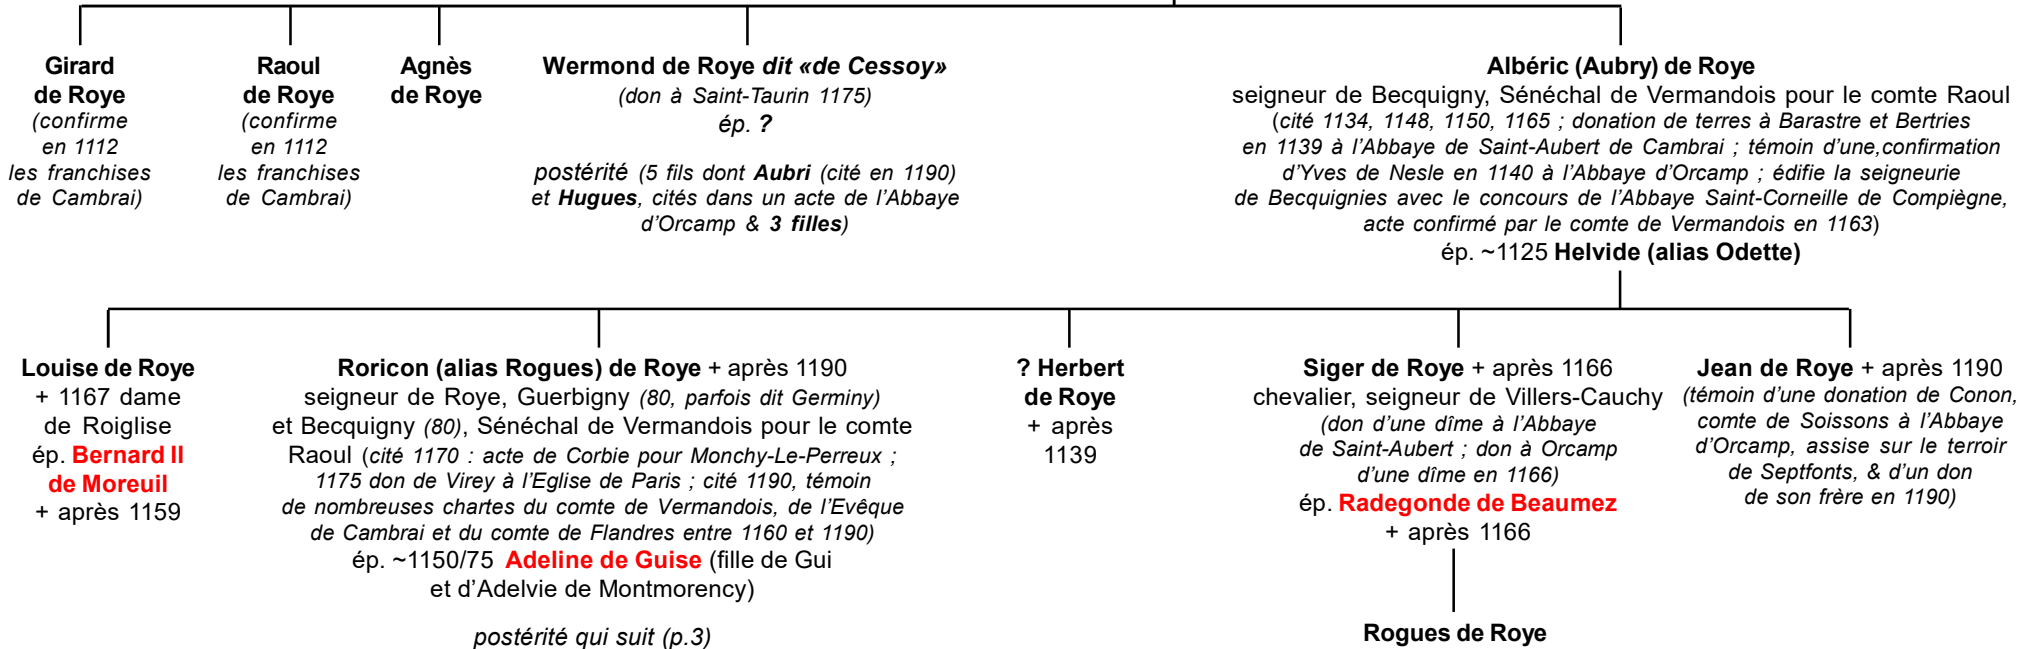 Girard
de Roye
(confirme
en 1112
les franchises
de Cambrai)
Raoul
de Roye
(confirme
en 1112
les franchises
de Cambrai)
Agnès
de Roye
Wermond de Roye dit «de Cessoy»
(don à Saint-Taurin 1175)
ép. ?
postérité (5 fils dont Aubri (cité en 1190)
et Hugues, cités dans un acte de l’Abbaye
d’Orcamp & 3 filles)
Albéric (Aubry) de Roye
seigneur de Becquigny, Sénéchal de Vermandois pour le comte Raoul
(cité 1134, 1148, 1150, 1165 ; donation de terres à Barastre et Bertries
en 1139 à l’Abbaye de Saint-Aubert de Cambrai ; témoin d’une,confirmation
d’Yves de Nesle en 1140 à l’Abbaye d’Orcamp ; édifie la seigneurie
de Becquignies avec le concours de l’Abbaye Saint-Corneille de Compiègne,
acte confirmé par le comte de Vermandois en 1163)
ép. ~1125 Helvide (alias Odette)
Louise de Roye
+ 1167 dame
de Roiglise
ép. Bernard II
de Moreuil
+ après 1159
Roricon (alias Rogues) de Roye + après 1190
seigneur de Roye, Guerbigny (80, parfois dit Germiny)
et Becquigny (80), Sénéchal de Vermandois pour le comte
Raoul (cité 1170 : acte de Corbie pour Monchy-Le-Perreux ;
1175 don de Virey à l’Eglise de Paris ; cité 1190, témoin
de nombreuses chartes du comte de Vermandois, de l’Evêque
de Cambrai et du comte de Flandres entre 1160 et 1190)
ép. ~1150/75 Adeline de Guise (fille de Gui
et d’Adelvie de Montmorency)
postérité qui suit (p.3)
? Herbert
de Roye
+ après
1139
Siger de Roye + après 1166
chevalier, seigneur de Villers-Cauchy
(don d’une dîme à l’Abbaye
de Saint-Aubert ; don à Orcamp
d’une dîme en 1166)
ép. Radegonde de Beaumez
+ après 1166
Rogues de Roye
Jean de Roye + après 1190
(témoin d’une donation de Conon,
comte de Soissons à l’Abbaye
d’Orcamp, assise sur le terroir
de Septfonts, & d’un don
de son frère en 1190)